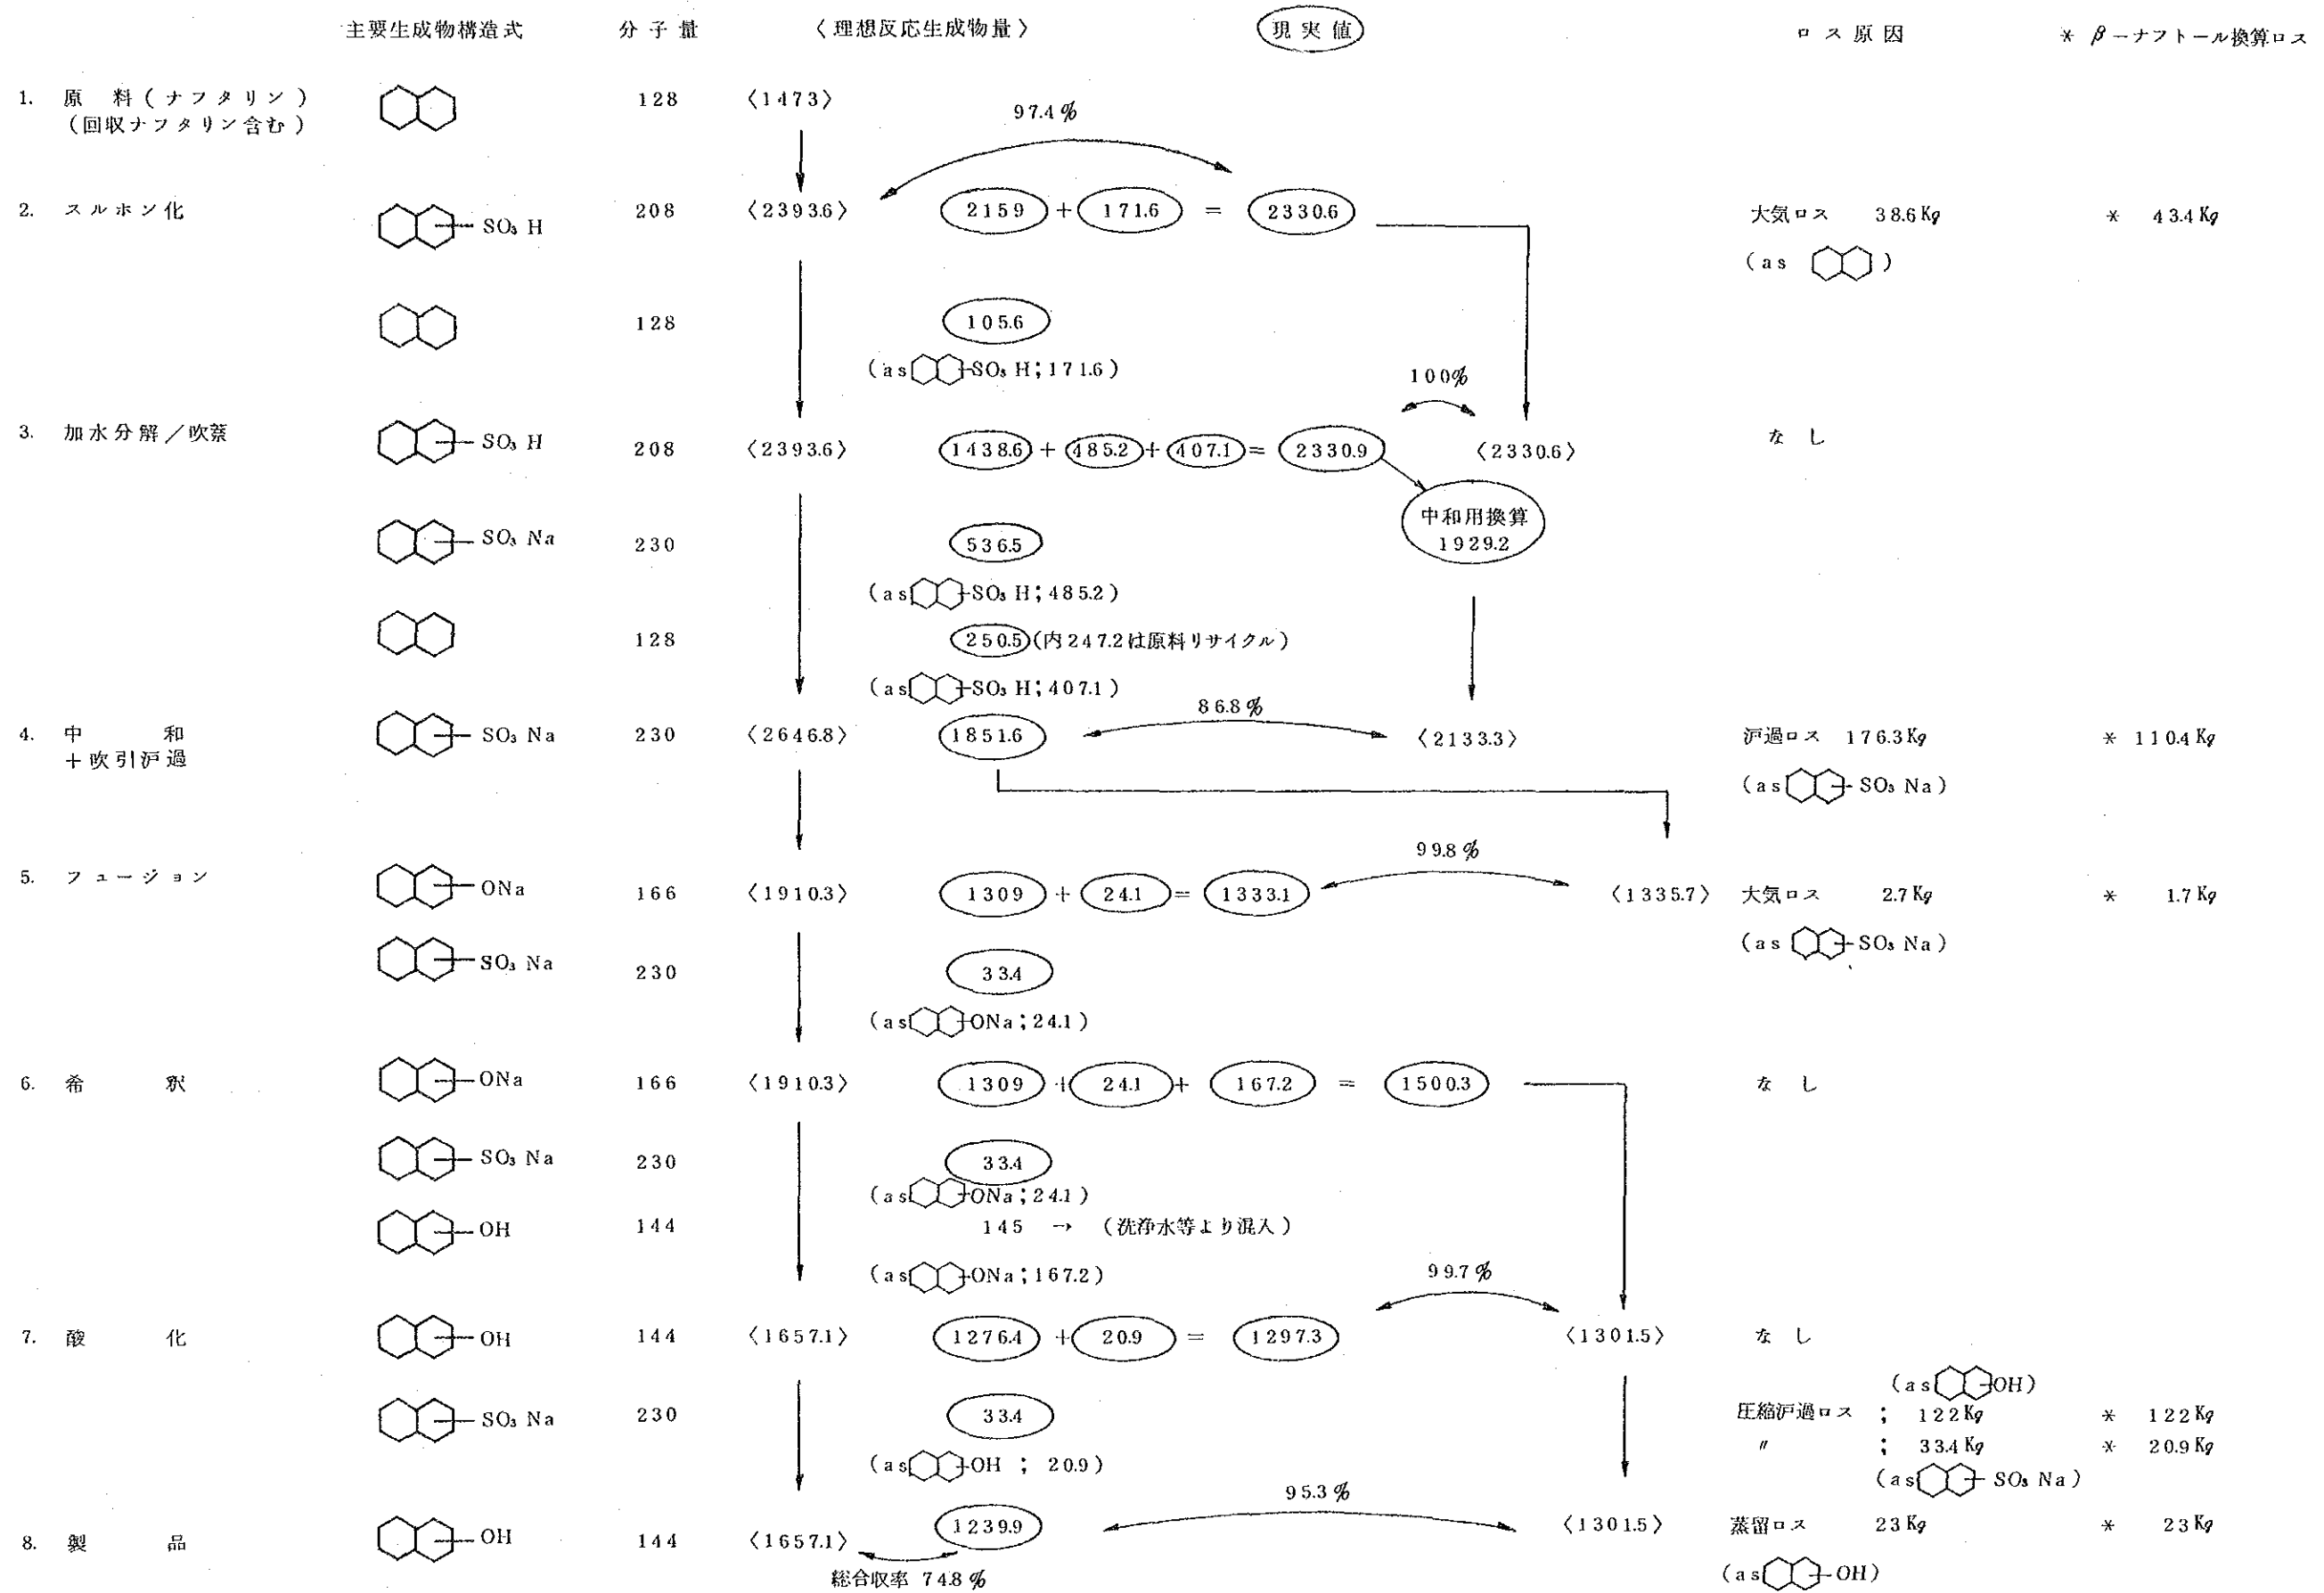 主要生成物構造式 分子量 〈理想反応生成物量〉 現実値 ロス原因 * β-ナフトール換算ロス
1. 原 料(ナフタリン) 128 〈1473〉
97.4%
(回収ナフタリン含む)
2. スルホン化 SO₃H 208 〈2393.6〉 2159 + 171.6 = 2330.6 大気ロス 38.6Kg * 43.4Kg
(as )
128 105.6
(as SO₃H;171.6)
100%
3. 加水分解/吹蒸 SO₃H 208 〈2393.6〉 1438.6 + 485.2 + 407.1 = 2330.9 〈2330.6〉 なし
中和用換算
1929.2
SO₃Na 230 536.5
(as SO₃H;485.2)
128 250.5 (内247.2は原料リサイクル)
(as SO₃H;407.1)
86.8%
4. 中 和 SO₃Na 230 〈2646.8〉 1851.6 〈2133.3〉 沪過ロス 176.3Kg * 110.4Kg
+吹引沪過
(as SO₃Na)
99.8%
5. フュージョン ONa 166 〈1910.3〉 1309 + 24.1 = 1333.1 〈1335.7〉 大気ロス 2.7Kg * 1.7Kg
(as SO₃Na)
SO₃Na 230 33.4
(as ONa;24.1)
6. 希 釈 ONa 166 〈1910.3〉 1309 + 24.1 + 167.2 = 1500.3 なし
SO₃Na 230 33.4
(as ONa;24.1)
OH 144 145 → (洗浄水等より混入)
(as ONa;167.2)
99.7%
7. 酸 化 OH 144 〈1657.1〉 1276.4 + 20.9 = 1297.3 〈1301.5〉 なし
(as OH)
SO₃Na 230 33.4 圧縮沪過ロス ; 122Kg * 122Kg
〃 ; 33.4Kg * 20.9Kg
(as OH ; 20.9) (as SO₃Na)
95.3%
8. 製 品 OH 144 〈1657.1〉 1239.9 〈1301.5〉 蒸留ロス 23Kg * 23Kg
総合収率 74.8% (as OH)